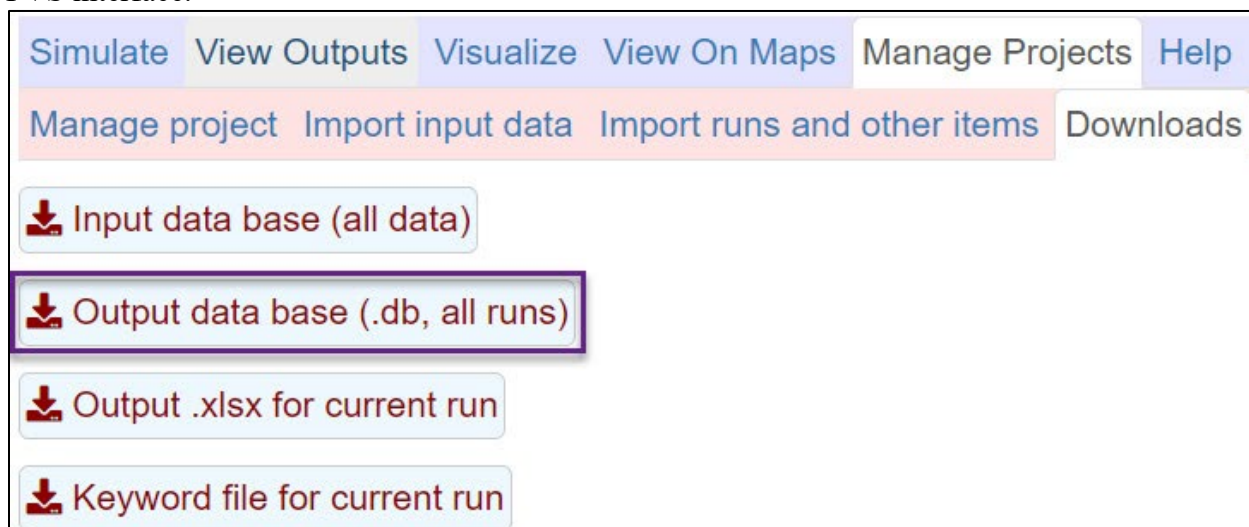 Simulate View Outputs Visualize View On Maps Manage Projects Help
Manage project Import input data Import runs and other items Downloads
Input data base (all data)
Output data base (.db, all runs)
Output .xlsx for current run
Keyword file for current run